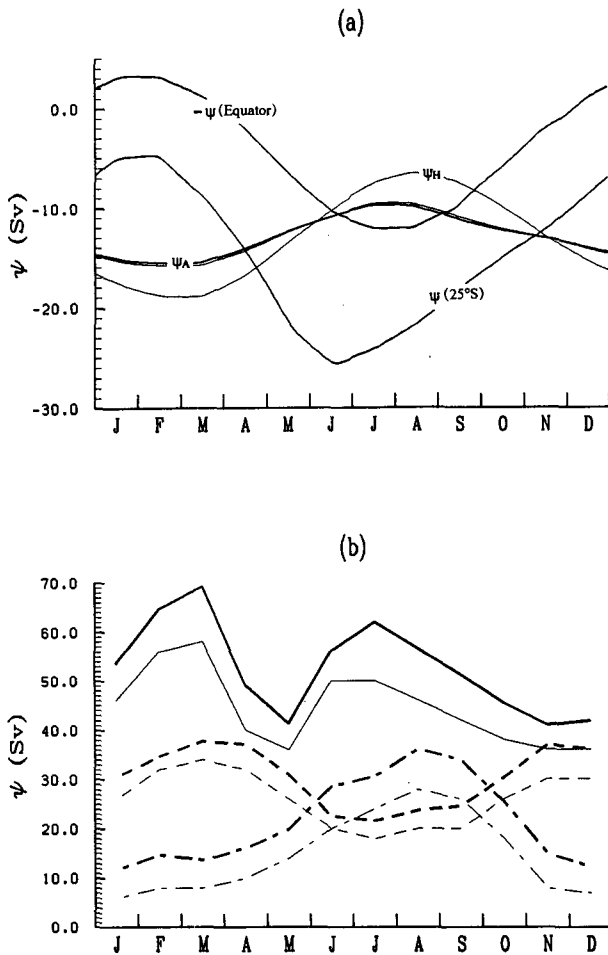 (a)
0.0
-10.0
-20.0
-30.0
ψ (Sv)
-ψ (Equator)
ψH
ψA
ψ (25°S)
J F M A M J J A S O N D
(b)
70.0
60.0
50.0
40.0
30.0
20.0
10.0
0.0
ψ (Sv)
J F M A M J J A S O N D